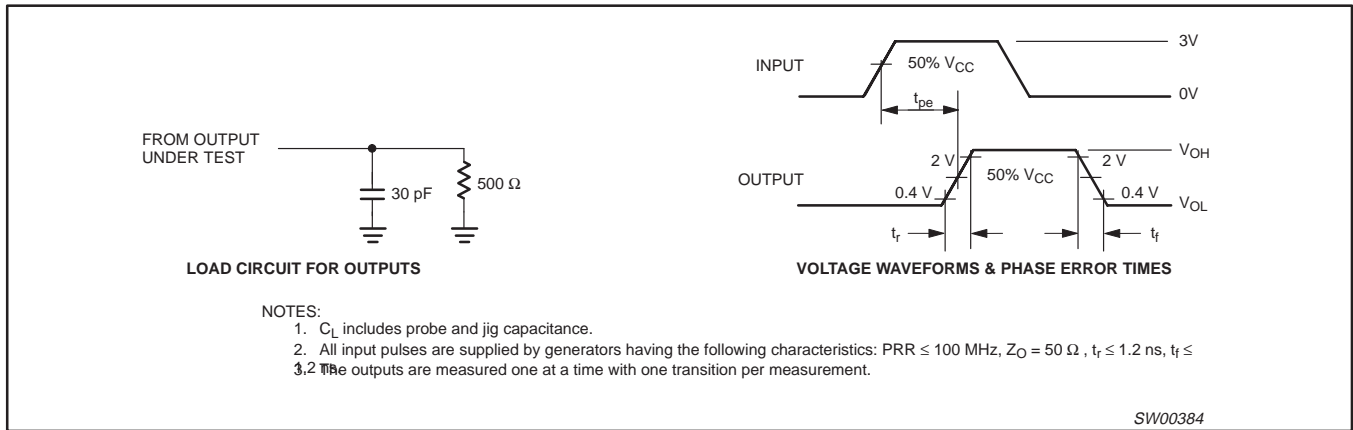 FROM OUTPUT
UNDER TEST
30 pF
500 Ω
LOAD CIRCUIT FOR OUTPUTS
INPUT
50% VCC
3V
0V
tpe
OUTPUT
2 V
0.4 V
50% VCC
2 V
0.4 V
VOH
VOL
tr
tf
VOLTAGE WAVEFORMS & PHASE ERROR TIMES
NOTES:
1. CL includes probe and jig capacitance.
2. All input pulses are supplied by generators having the following characteristics: PRR ≤ 100 MHz, ZO = 50 Ω , tr ≤ 1.2 ns, tf ≤
1.2 ns.
3. The outputs are measured one at a time with one transition per measurement.
SW00384